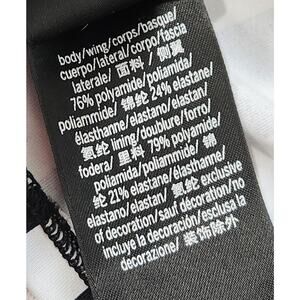 body/wing/corps/basque/
cuerpo/lateral/corpo/fascia
laterale/ 面料 / 侧翼
76% polyamide/poliamida/
poliammide/ 锦纶 24% elastane/
élasthanne/elastano/elastan/
氨纶 lining/doublure/forro/
fodera/ 里料 79% polyamide/
polyamid/poliammide/ 锦
纶 21% elastane/élasthanne/
elastano/elastan/ 氨纶 exclusive
of decoration/sauf décoration/no
incluye la decoración/esclusa la
decorazione/ 装饰除外